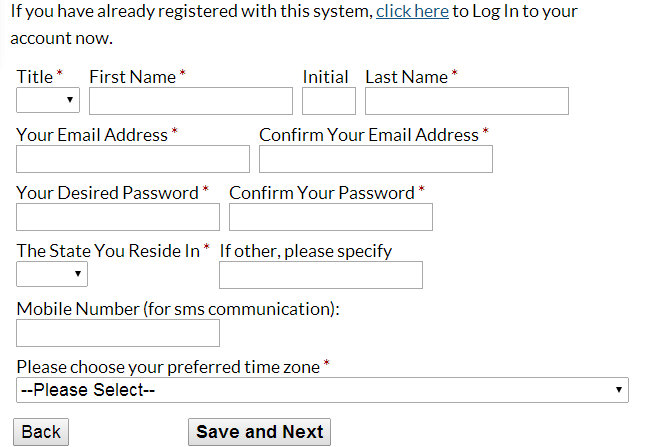 If you have already registered with this system, click here to Log In to your
account now.
Title * First Name * Initial Last Name *
Your Email Address * Confirm Your Email Address *
Your Desired Password * Confirm Your Password *
The State You Reside In * If other, please specify
Mobile Number (for sms communication):
Please choose your preferred time zone *
--Please Select--
Back Save and Next